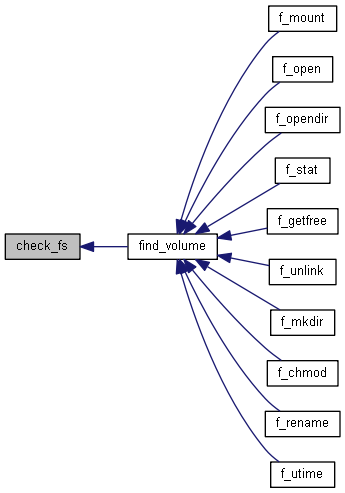 f_mount
f_open
f_opendir
f_stat
check_fs
find_volume
f_getfree
f_unlink
f_mkdir
f_chmod
f_rename
f_utime